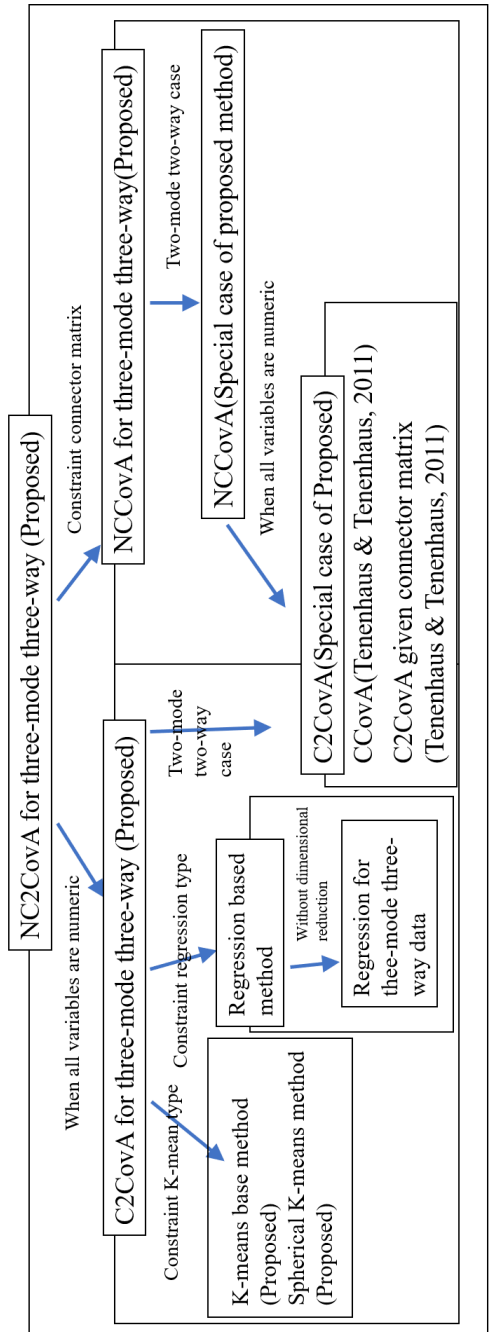 NC2CovA for three-mode three-way (Proposed)
When all variables are numeric
Constraint connector matrix
C2CovA for three-mode three-way (Proposed)
NCCovA for three-mode three-way(Proposed)
Constraint K-mean type
Constraint regression type
Two-mode
two-way
case
Two-mode two-way case
K-means base method
(Proposed)
Spherical K-means method
(Proposed)
Regression based
method
Without dimensional
reduction
Regression for
thee-mode three-
way data
NCCovA(Special case of proposed method)
When all variables are numeric
C2CovA(Special case of Proposed)
CCovA(Tenenhaus & Tenenhaus, 2011)
C2CovA given connector matrix
(Tenenhaus & Tenenhaus, 2011)